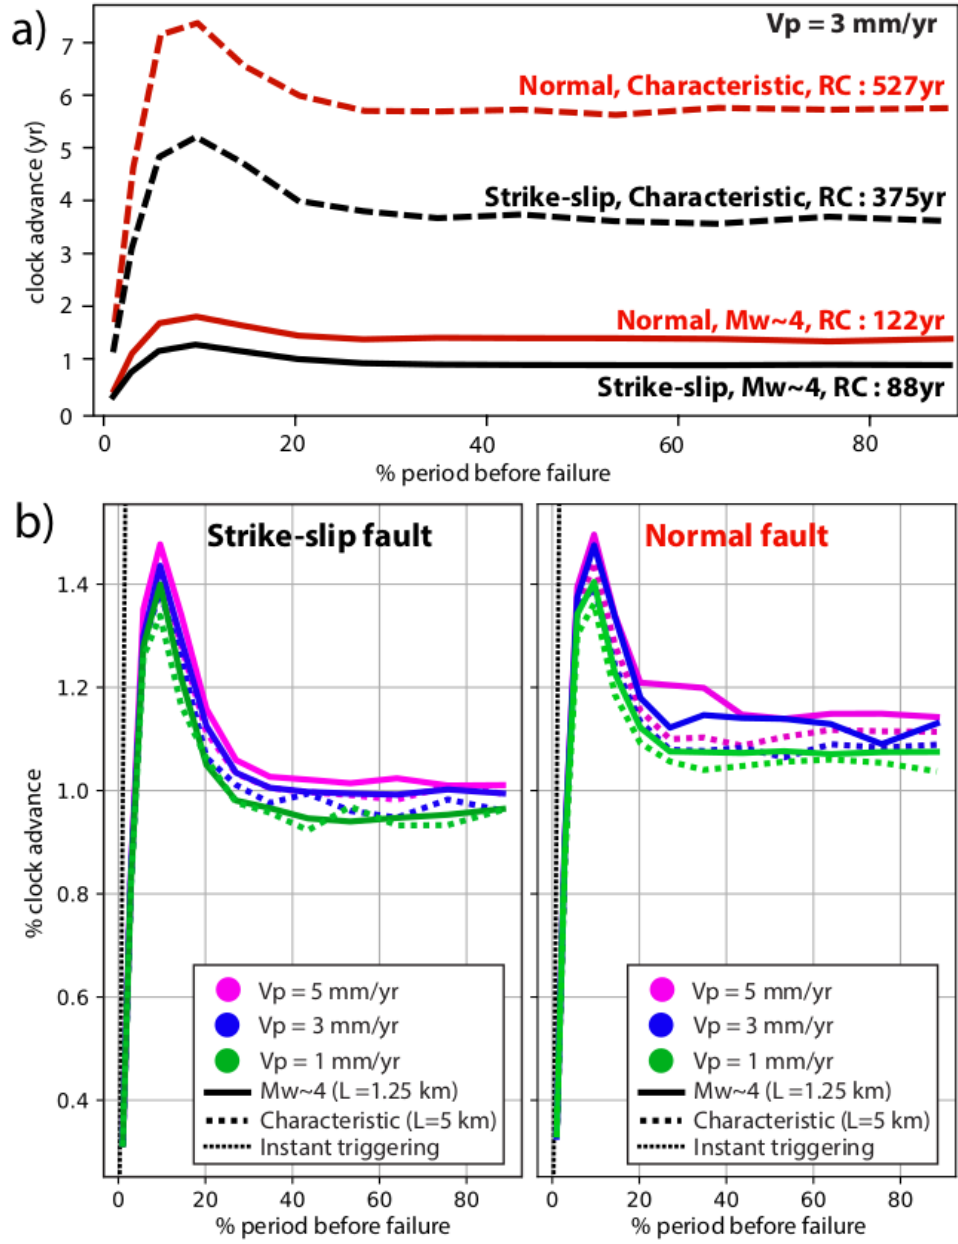 a)
Vp = 3 mm/yr
7
Normal, Characteristic, RC : 527yr
6
5
Strike-slip, Characteristic, RC : 375yr
4
3
2
Normal, Mw~4, RC : 122yr
1
Strike-slip, Mw~4, RC : 88yr
0
clock advance (yr)
0 20 40 60 80
% period before failure
b)
Strike-slip fault
Normal fault
1.4
1.2
1.0
0.8
0.6
0.4
% clock advance
Vp = 5 mm/yr
Vp = 3 mm/yr
Vp = 1 mm/yr
Mw~4 (L =1.25 km)
Characteristic (L=5 km)
Instant triggering
Vp = 5 mm/yr
Vp = 3 mm/yr
Vp = 1 mm/yr
Mw~4 (L =1.25 km)
Characteristic (L=5 km)
Instant triggering
0 20 40 60 80
0 20 40 60 80
% period before failure
% period before failure